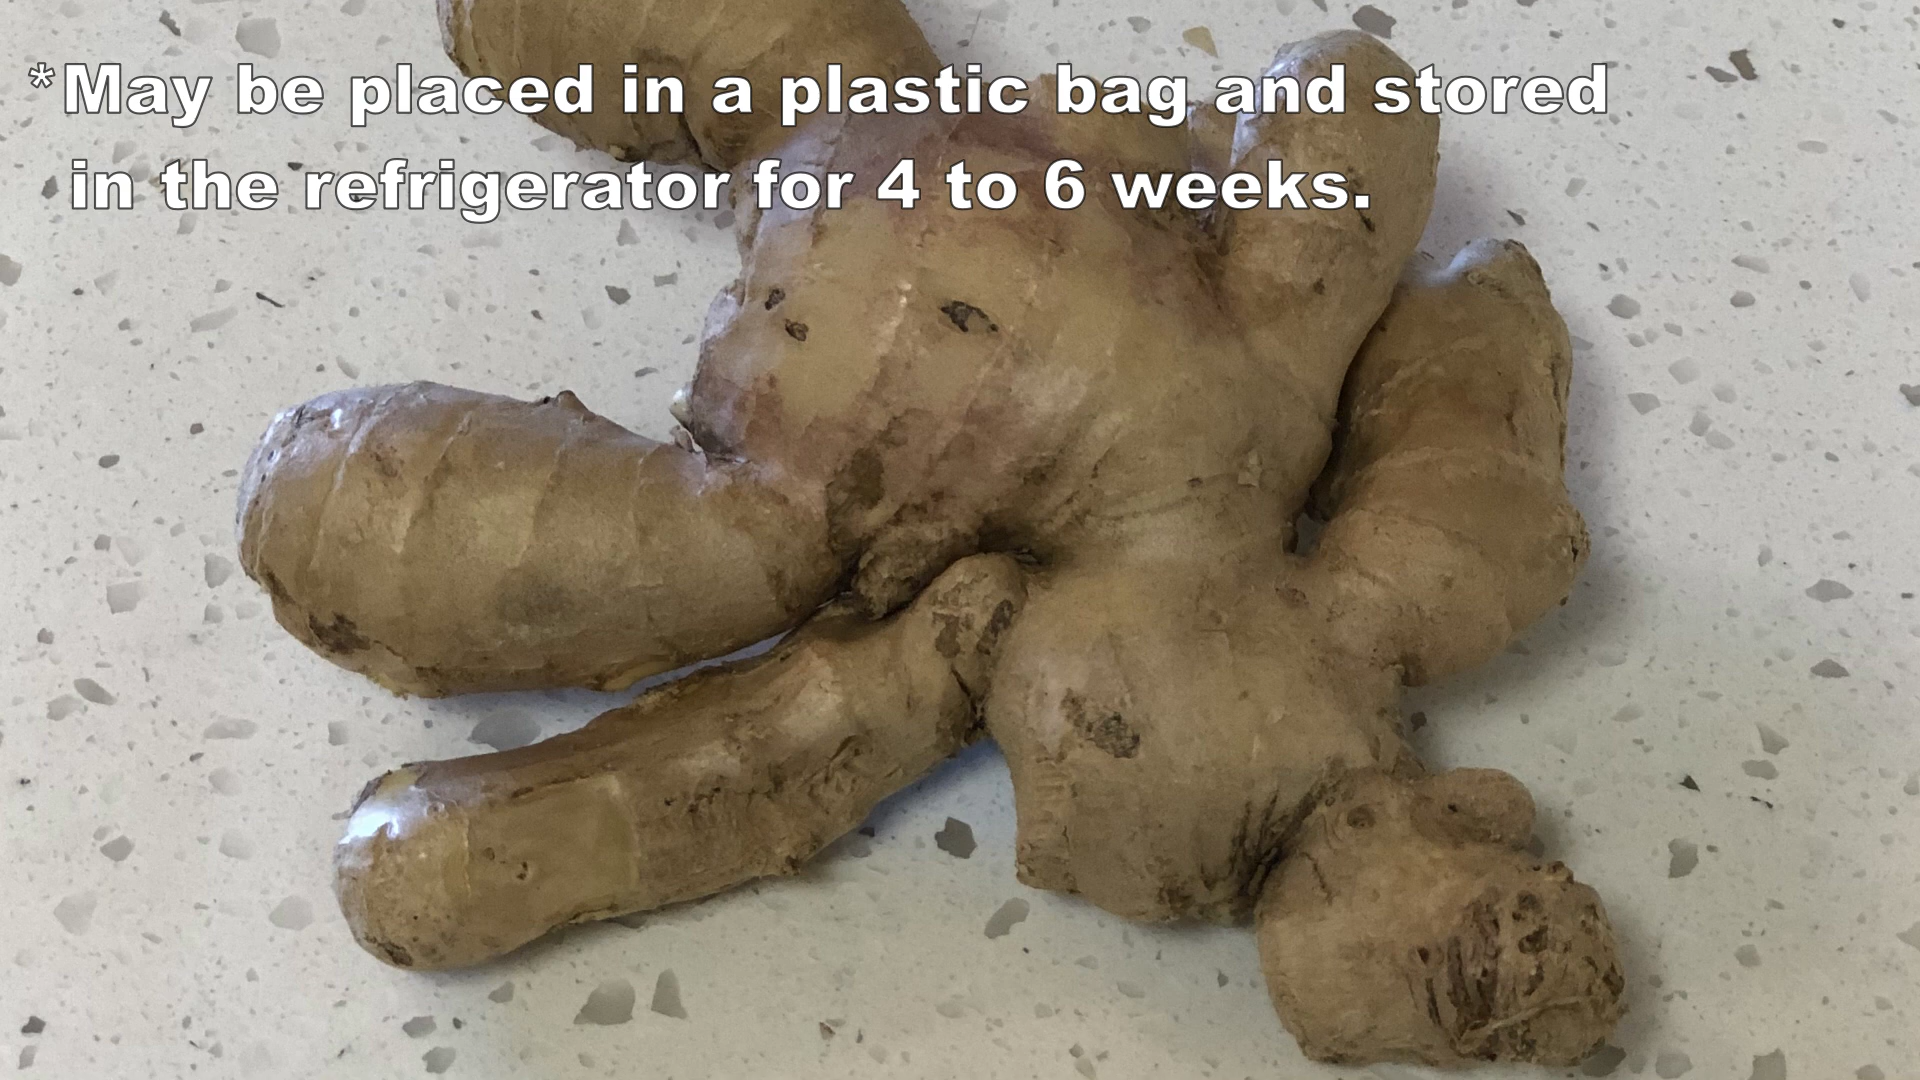 *May be placed in a plastic bag and stored
in the refrigerator for 4 to 6 weeks.